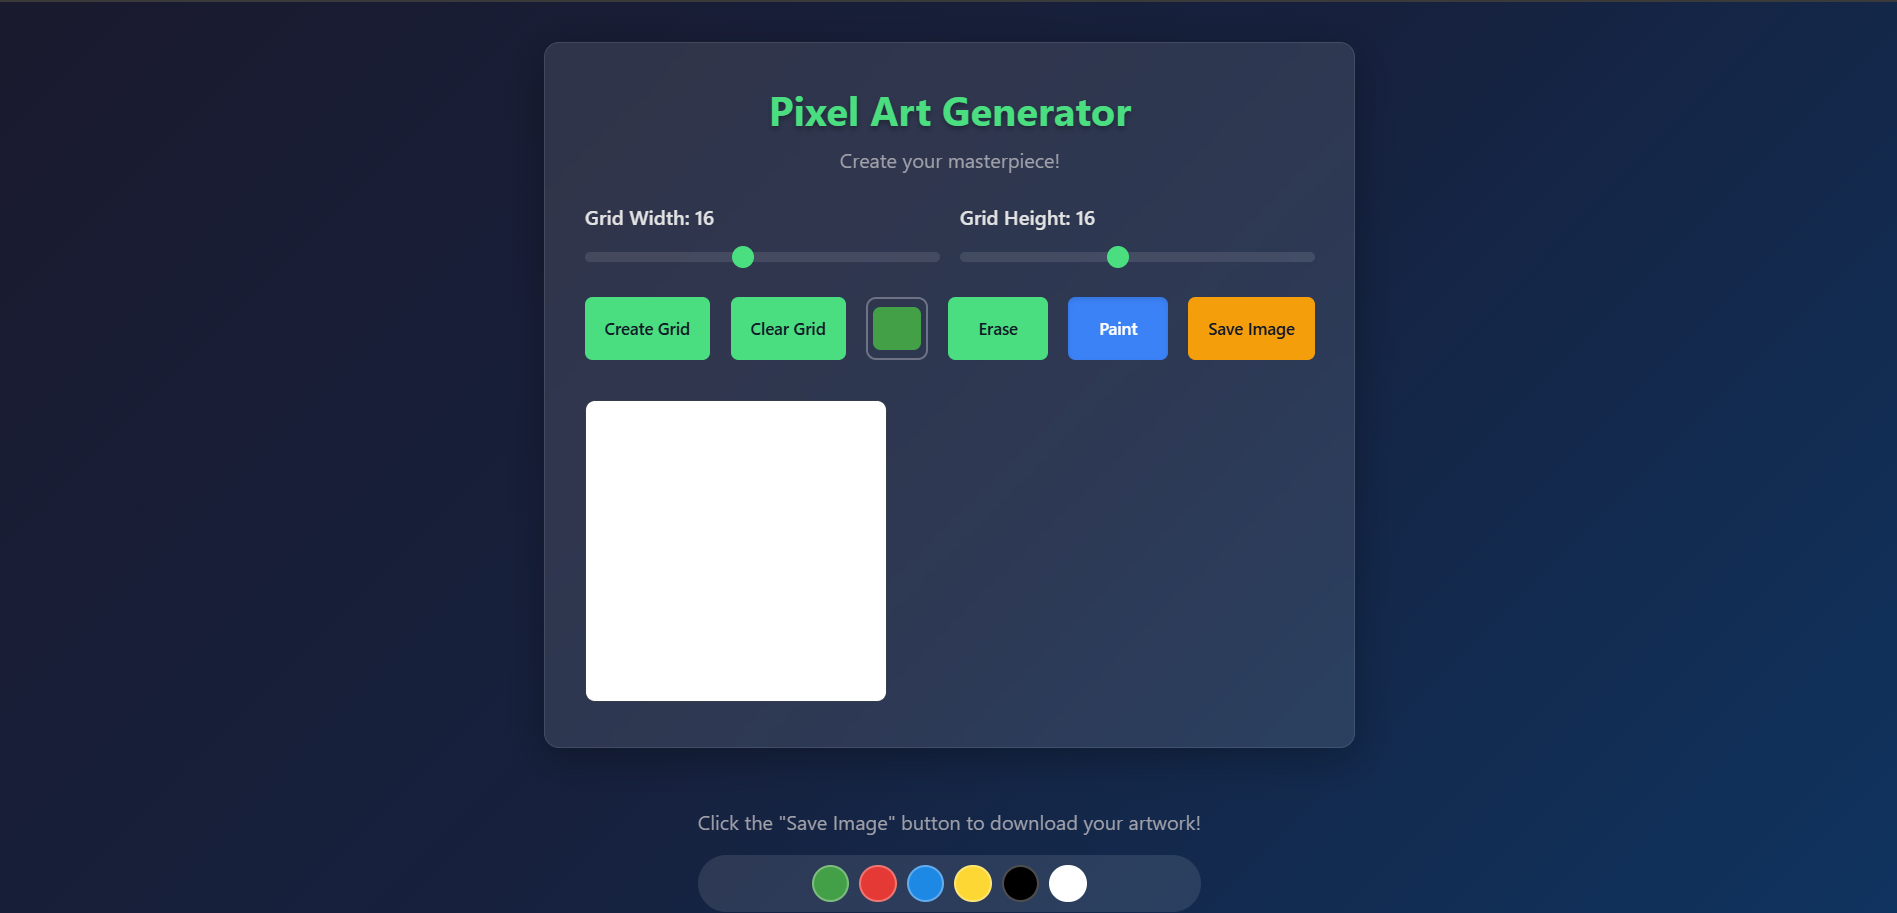 Pixel Art Generator
Create your masterpiece!
Grid Width: 16
Grid Height: 16
Create Grid
Clear Grid
Erase
Paint
Save Image
Click the "Save Image" button to download your artwork!